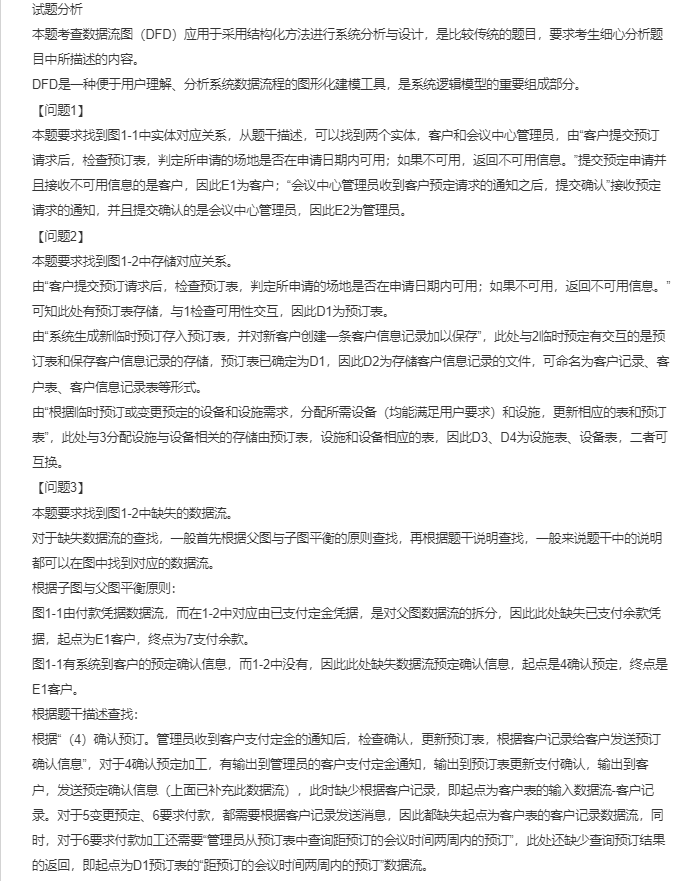 试题分析
本题考查数据流图（DFD）应用于采用结构化方法进行系统分析与设计，是比较传统的题目，要求考生细心分析题
目中所描述的内容。
DFD是一种便于用户理解、分析系统数据流程的图形化建模工具，是系统逻辑模型的重要组成部分。
【问题1】
本题要求找到图1-1中实体对应关系，从题干描述，可以找到两个实体，客户和会议中心管理员，由“客户提交预订
请求后，检查预订表，判定所申请的场地是否在申请日期内可用；如果不可用，返回不可用信息。”提交预定申请并
且接收不可用信息的是客户，因此E1为客户；“会议中心管理员收到客户预定请求的通知之后，提交确认”接收预定
请求的通知，并且提交确认的是会议中心管理员，因此E2为管理员。
【问题2】
本题要求找到图1-2中存储对应关系。
由“客户提交预订请求后，检查预订表，判定所申请的场地是否在申请日期内可用；如果不可用，返回不可用信息。”
可知此处有预订表存储，与1检查可用性交互，因此D1为预订表。
由“系统生成新临时预订存入预订表，并对新客户创建一条客户信息记录加以保存”，此处与2临时预定有交互的是预
订表和保存客户信息记录的存储，预订表已确定为D1，因此D2为存储客户信息记录的文件，可命名为客户记录、客
户表、客户信息记录表等形式。
由“根据临时预订或变更预定的设备和设施需求，分配所需设备（均能满足用户要求）和设施，更新相应的表和预订
表”，此处与3分配设施与设备相关的存储由预订表，设施和设备相应的表，因此D3、D4为设施表、设备表，二者可
互换。
【问题3】
本题要求找到图1-2中缺失的数据流。
对于缺失数据流的查找，一般首先根据父图与子图平衡的原则查找，再根据题干说明查找，一般来说题干中的说明
都可以在图中找到对应的数据流。
根据子图与父图平衡原则：
图1-1由付款凭据数据流，而在1-2中对应由已支付定金凭据，是对父图数据流的拆分，因此此处缺失已支付余款凭
据，起点为E1客户，终点为7支付余款。
图1-1有系统到客户的预定确认信息，而1-2中没有，因此此处缺失数据流预定确认信息，起点是4确认预定，终点是
E1客户。
根据题干描述查找：
根据“（4）确认预订。管理员收到客户支付定金的通知后，检查确认，更新预订表，根据客户记录给客户发送预订
确认信息”，对于4确认预定加工，有输出到管理员的客户支付定金通知，输出到预订表更新支付确认，输出到客
户，发送预定确认信息（上面已补充此数据流），此时缺少根据客户记录，即起点为客户表的输入数据流-客户记
录。对于5变更预定、6要求付款，都需要根据客户记录发送消息，因此都缺失起点为客户表的客户记录数据流，同
时，对于6要求付款加工还需要“管理员从预订表中查询距预订的会议时间两周内的预订”，此处还缺少查询预订结果
的返回，即起点为D1预订表的“距预订的会议时间两周内的预订”数据流。